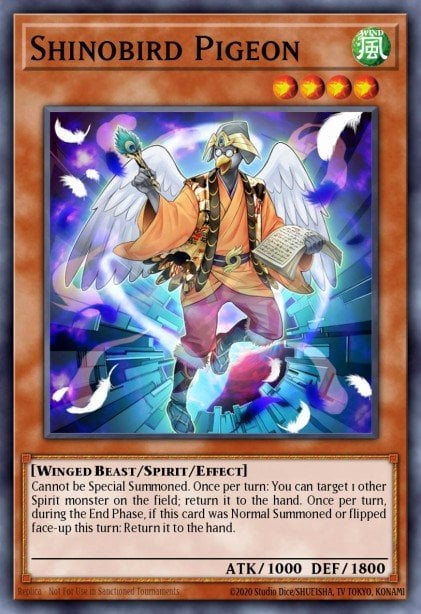 Shinobird Pigeon
WIND
風
[Winged Beast/Spirit/Effect]
Cannot be Special Summoned. Once per turn: You can target 1 other
Spirit monster on the field; return it to the hand. Once per turn,
during the End Phase, if this card was Normal Summoned or flipped
face-up this turn: Return it to the hand.
ATK/1000 DEF/1800
Replica - Not For Use in Sanctioned Tournaments
©2020 Studio Dice/SHUEISHA, TV TOKYO, KONAMI